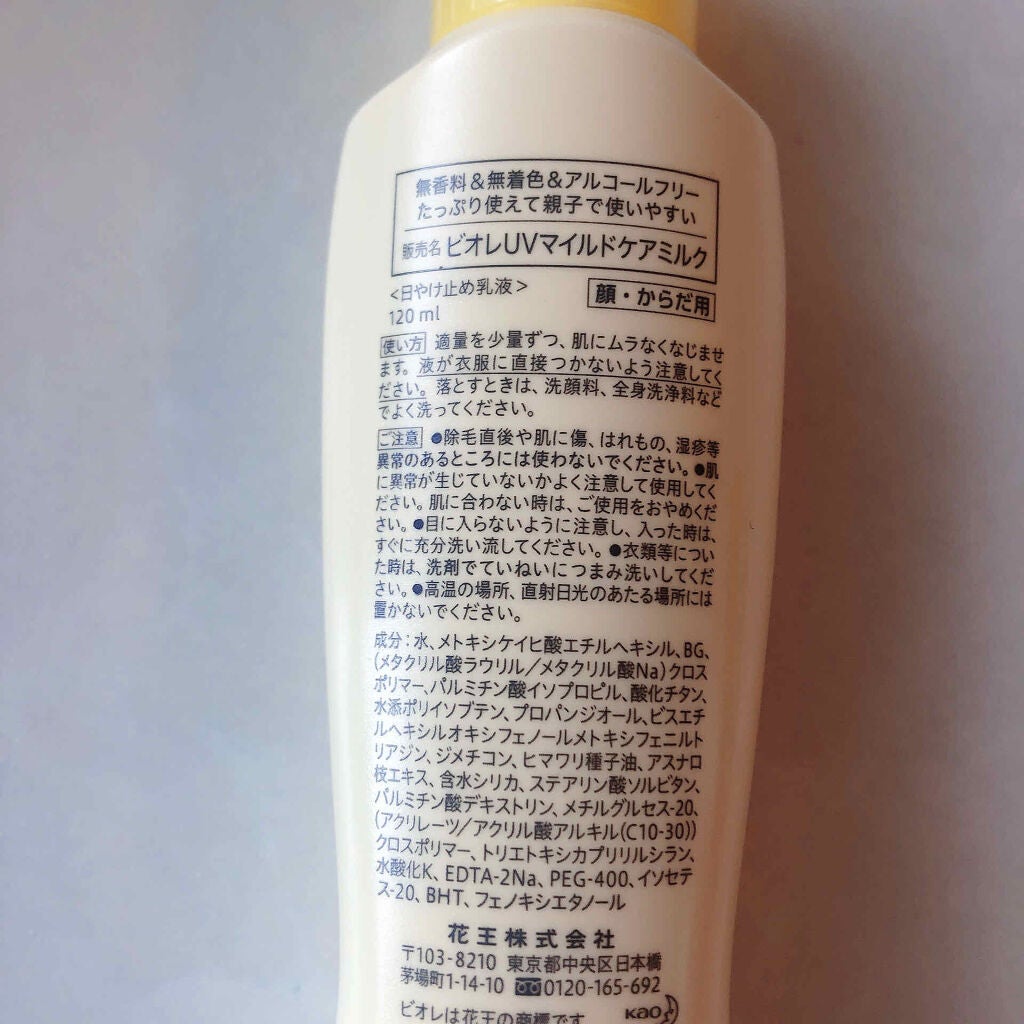 無香料&無着色&アルコールフリー
たっぷり使えて親子で使いやすい
販売名 ビオレUVマイルドケアミルク
<日やけ止め乳液> 顔・からだ用
120 ml
使い方 適量を少量ずつ、肌にムラなくなじませ
ます。液が衣服に直接つかないよう注意してく
ださい。落とすときは、洗顔料、全身洗浄料など
でよく洗ってください。
ご注意 ●除毛直後や肌に傷、はれもの、湿疹等
異常のあるところには使わないでください。●肌
に異常が生じていないかよく注意して使用してく
ださい。肌に合わない時は、ご使用をおやめくだ
さい。●目に入らないように注意し、入った時は、
すぐに充分洗い流してください。●衣類等につい
た時は、洗剤でていねいにつまみ洗いしてくだ
さい。●高温の場所、直射日光のあたる場所には
置かないでください。
成分:水、メトキシケイヒ酸エチルヘキシル、BG、
(メタクリル酸ラウリル/メタクリル酸Na)クロス
ポリマー、パルミチン酸イソプロピル、酸化チタン、
水添ポリイソブテン、プロパンジオール、ビスエチ
ルヘキシルオキシフェノールメトキシフェニルト
リアジン、ジメチコン、ヒマワリ種子油、アスナロ
枝エキス、含水シリカ、ステアリン酸ソルビタン、
パルミチン酸デキストリン、メチルグルセス-20、
(アクリレーツ/アクリル酸アルキル(C10-30))
クロスポリマー、トリエトキシカプリリルシラン、
水酸化K、EDTA-2Na、PEG-400、イソセテ
ス-20、BHT、フェノキシエタノール
花王株式会社
〒103-8210 東京都中央区日本橋
茅場町1-14-10 0120-165-692
ビオレは花王の商標です Kao